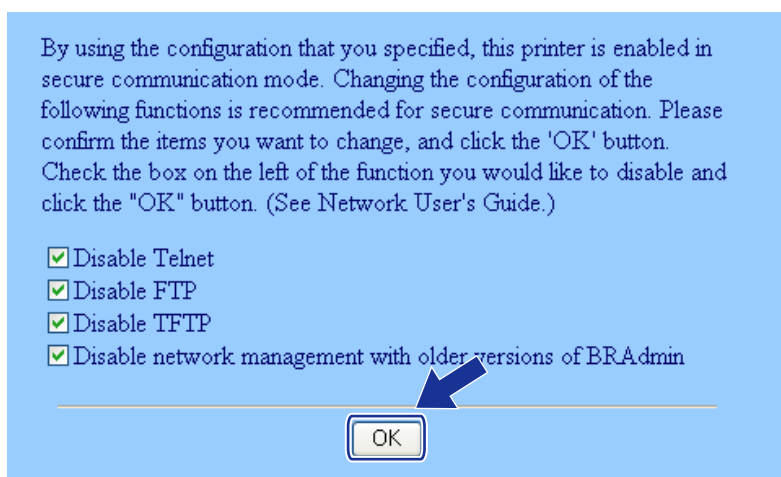 By using the configuration that you specified, this printer is enabled in
secure communication mode. Changing the configuration of the
following functions is recommended for secure communication. Please
confirm the items you want to change, and click the 'OK' button.
Check the box on the left of the function you would like to disable and
click the "OK" button. (See Network User's Guide.)
Disable Telnet
Disable FTP
Disable TFTP
Disable network management with older versions of BRAdmin
OK